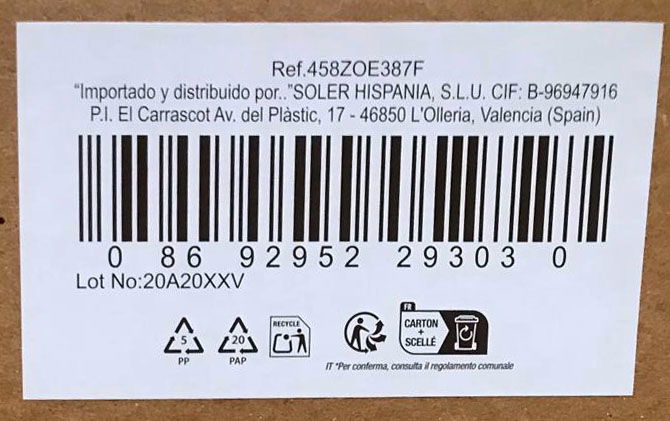 Ref.458ZOE387F
"Importado y distribuido por.."SOLER HISPANIA, S.L.U. CIF: B-96947916
P.I. El Carrascot Av. del Plàstic, 17 - 46850 L'Olleria, Valencia (Spain)
0 86 92952 29303 0
Lot No:20A20XXV
5
PP
20
PAP
RECYCLE
FR
CARTON
+
SCELLÉ
IT *Per conferma, consulta il regolamento comunale